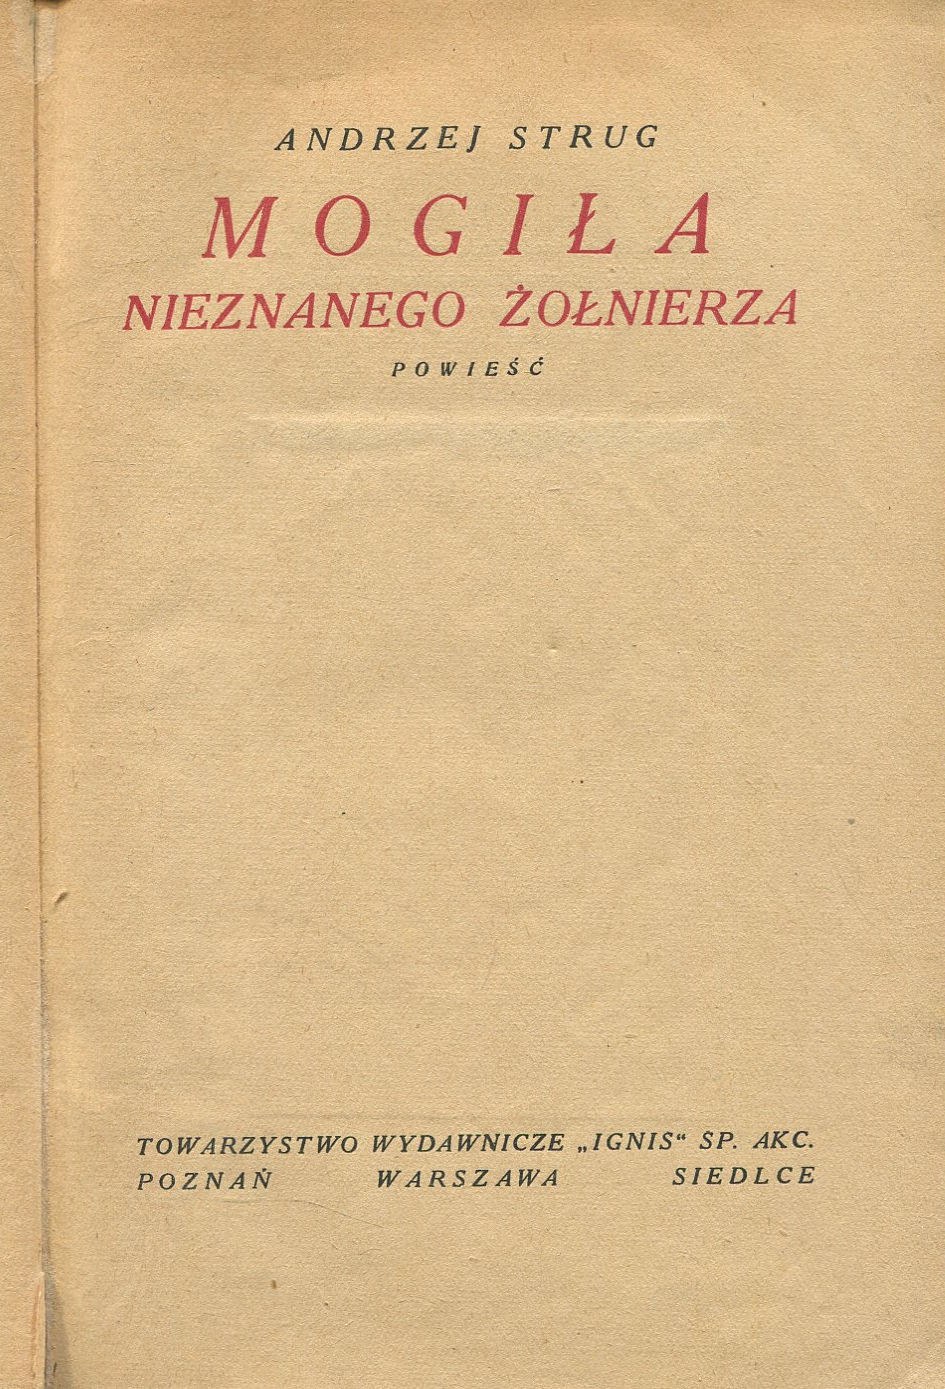 ANDRZEJ STRUG
MOGIŁA
NIEZNANEGO ŻOŁNIERZA
POWIEŚĆ
TOWARZYSTWO WYDAWNICZE „IGNIS“ SP. AKC.
POZNAŃ WARSZAWA SIEDLCE